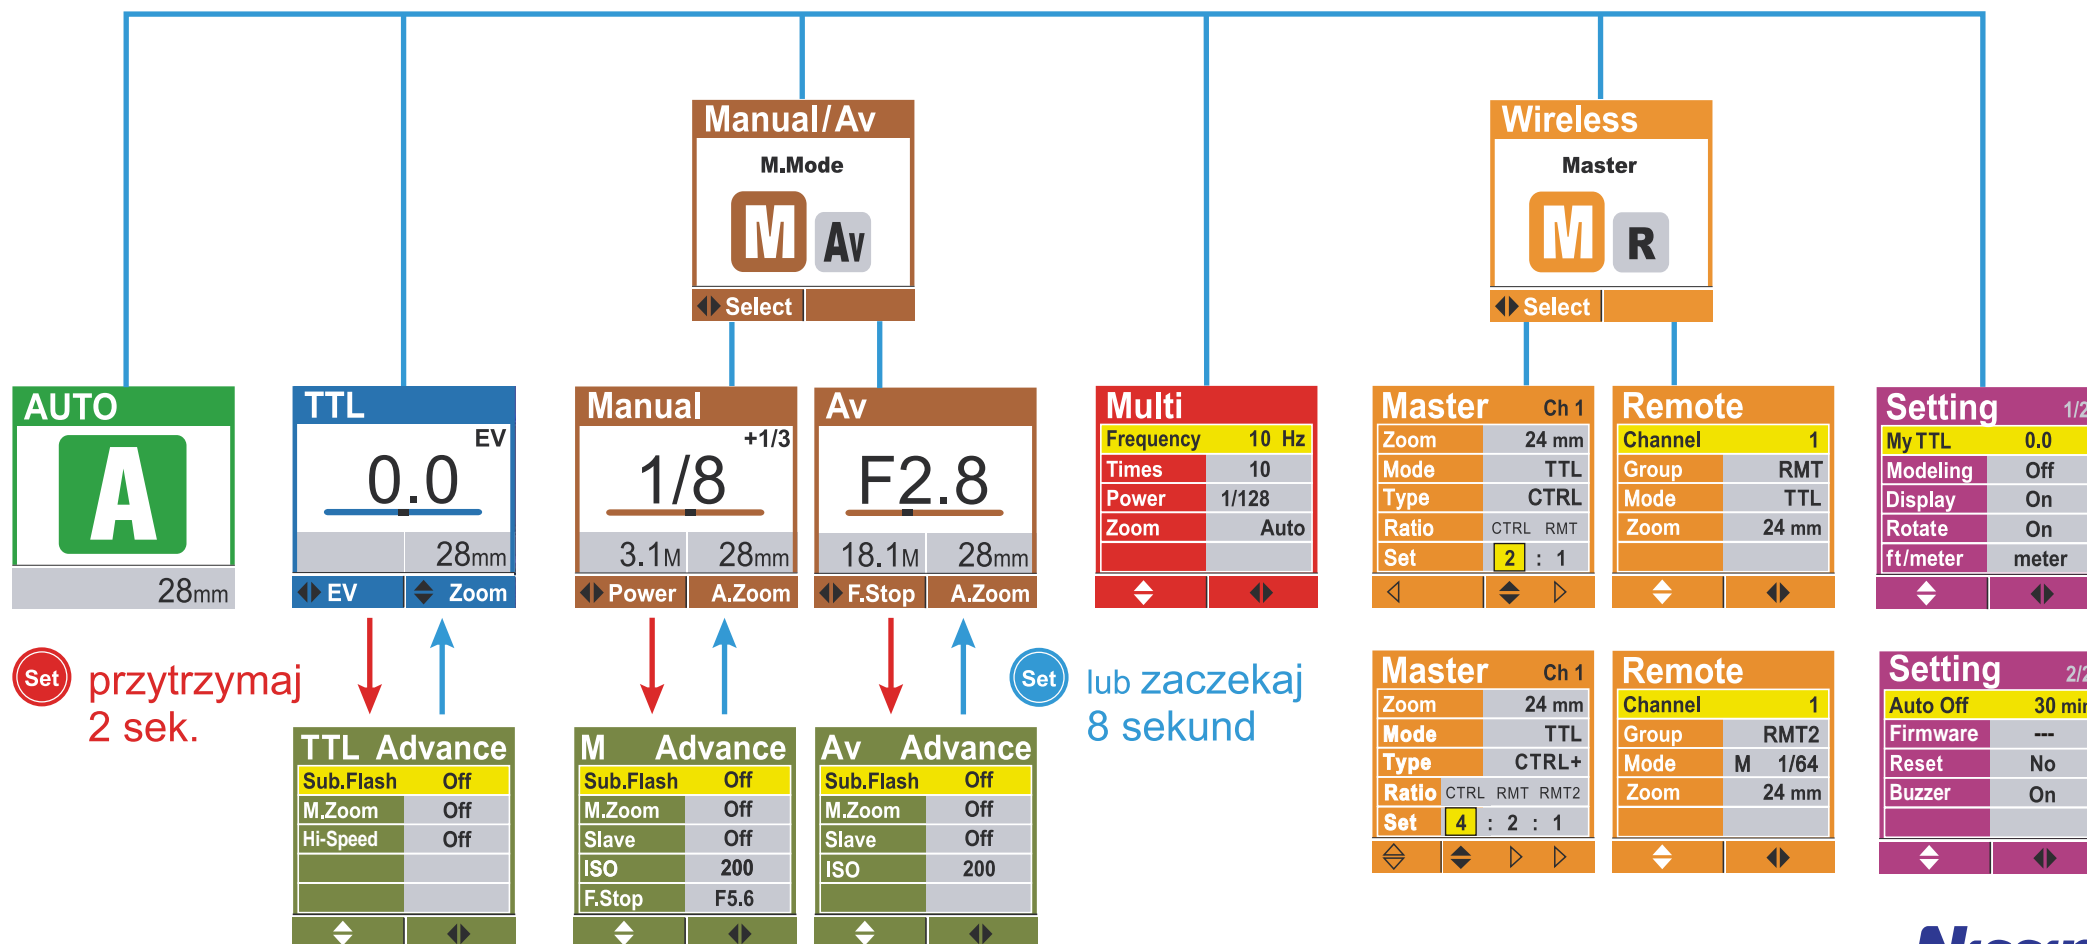 Manual/Av
M.Mode
M Av
Select
Wireless
Master
M R
Select
AUTO
A
28mm
TTL
EV
0.0
28mm
EV Zoom
Manual
+1/3
1/8
3.1M 28mm
Power A.Zoom
Av
F2.8
18.1M 28mm
F.Stop A.Zoom
Multi
Frequency 10 Hz
Times 10
Power 1/128
Zoom Auto
Master Ch 1
Zoom 24 mm
Mode TTL
Type CTRL
Ratio CTRL RMT
Set 2 : 1
Remote
Channel 1
Group RMT
Mode TTL
Zoom 24 mm
Setting 1/2
My TTL 0.0
Modeling Off
Display On
Rotate On
ft/meter meter
Set przytrzymaj
2 sek.
Set lub zaczekaj
8 sekund
TTL Advance
Sub.Flash Off
M.Zoom Off
Hi-Speed Off
M Advance
Sub.Flash Off
M.Zoom Off
Slave Off
ISO 200
F.Stop F5.6
Av Advance
Sub.Flash Off
M.Zoom Off
Slave Off
ISO 200
Master Ch 1
Zoom 24 mm
Mode TTL
Type CTRL+
Ratio CTRL RMT RMT2
Set 4 : 2 : 1
Remote
Channel 1
Group RMT2
Mode M 1/64
Zoom 24 mm
Setting 2/2
Auto Off 30 min
Firmware ---
Reset No
Buzzer On